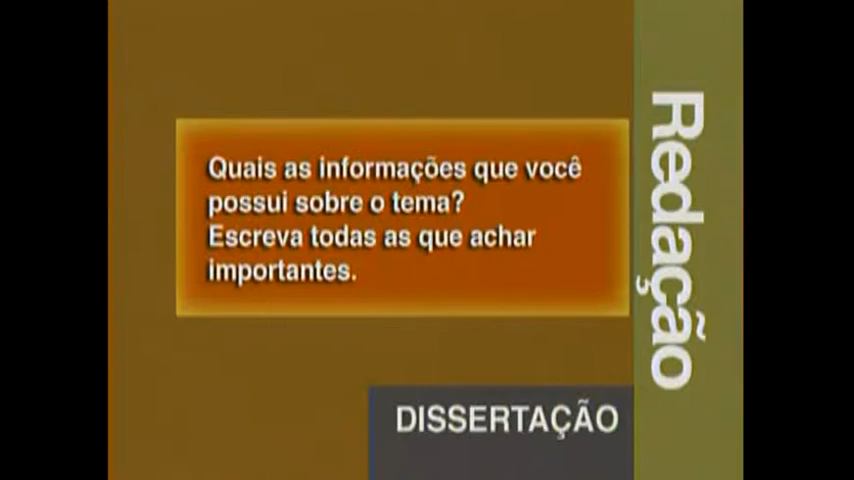 Quais as informações que você
possui sobre o tema?
Escreva todas as que achar
importantes.
DISSERTAÇÃO
Redação